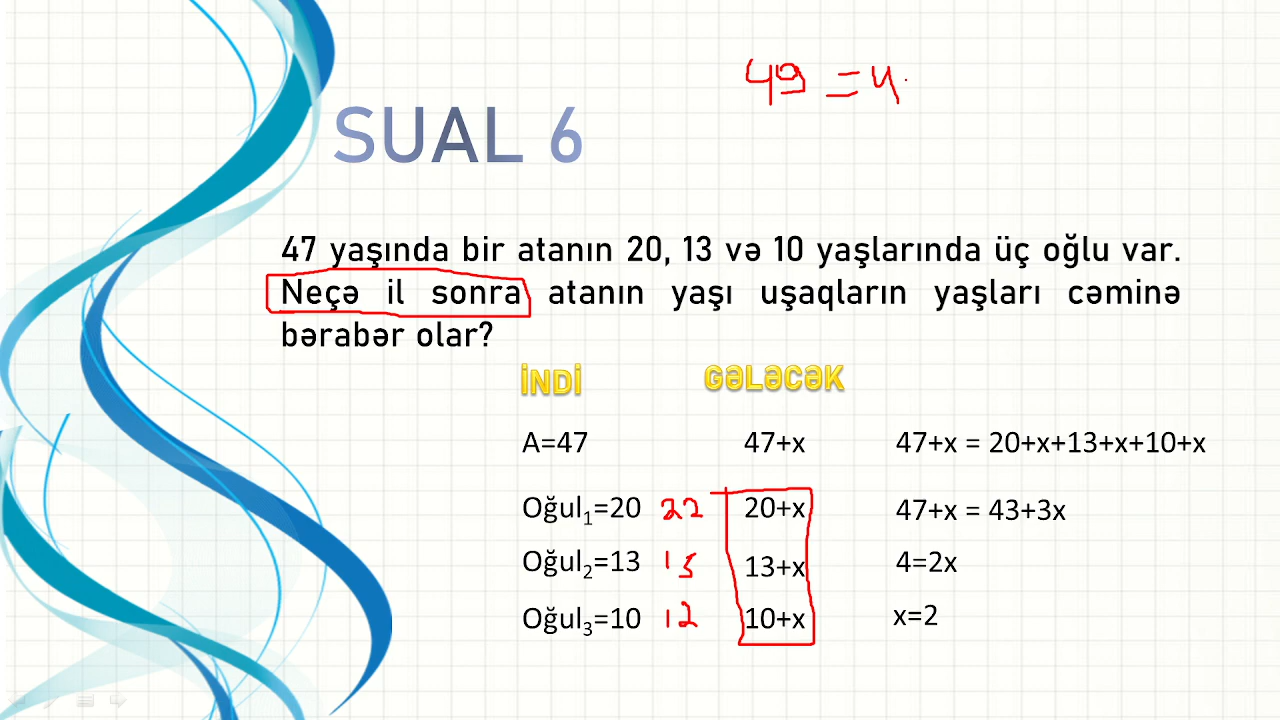 49 = 4
SUAL 6
47 yaşında bir atanın 20, 13 və 10 yaşlarında üç oğlu var.
Neçə il sonra atanın yaşı uşaqların yaşları cəminə
bərabər olar?
İNDİ GƏLƏCƏK
A=47 47+x 47+x = 20+x+13+x+10+x
Oğul₁=20 22 20+x 47+x = 43+3x
Oğul₂=13 15 13+x 4=2x
Oğul₃=10 12 10+x x=2